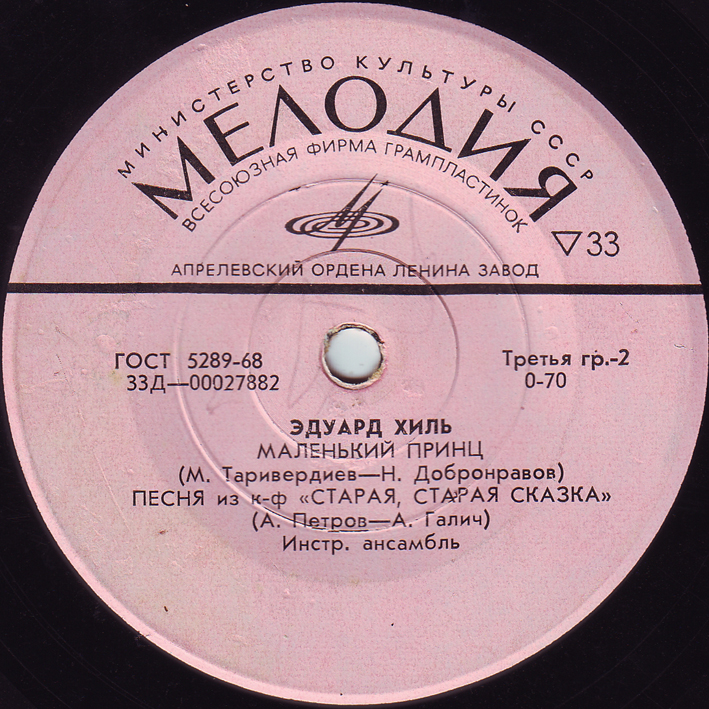 МИНИСТЕРСТВО КУЛЬТУРЫ СССР
МЕЛОДИЯ
ВСЕСОЮЗНАЯ ФИРМА ГРАМПЛАСТИНОК
▽33
АПРЕЛЕВСКИЙ ОРДЕНА ЛЕНИНА ЗАВОД
ГОСТ 5289-68
Третья гр.-2
33Д—00027882
0-70
ЭДУАРД ХИЛЬ
МАЛЕНЬКИЙ ПРИНЦ
(М. Таривердиев—Н. Добронравов)
ПЕСНЯ из к-ф «СТАРАЯ, СТАРАЯ СКАЗКА»
(А. Петров—А. Галич)
Инстр. ансамбль